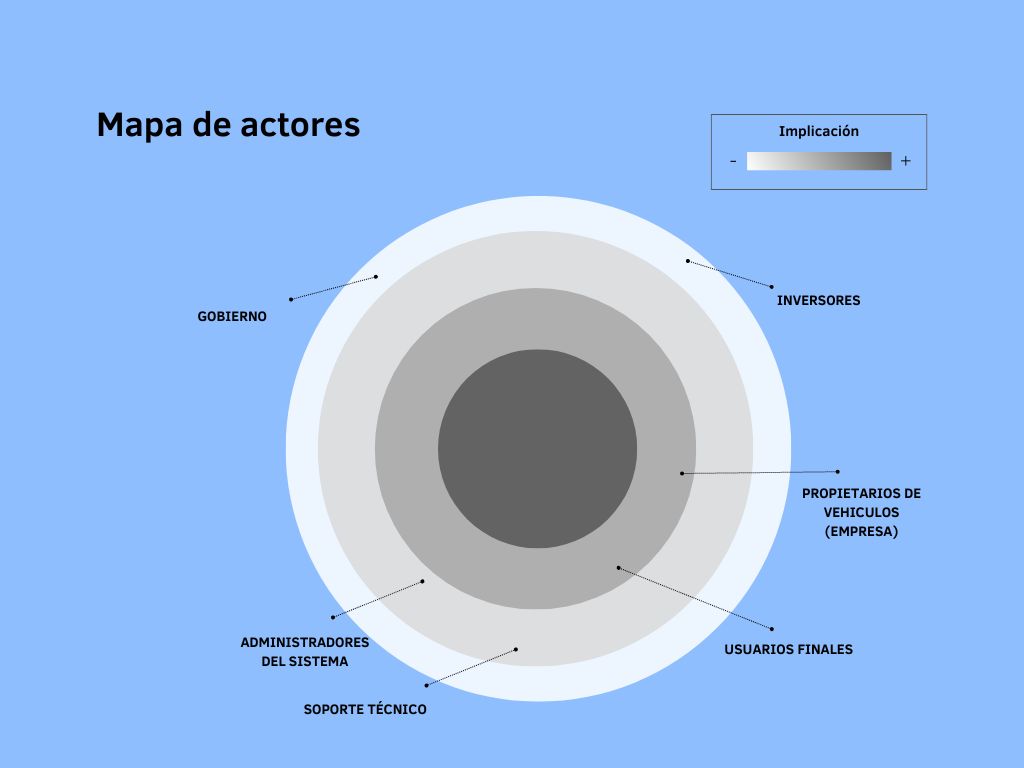 Mapa de actores
Implicación
- +
GOBIERNO
INVERSORES
PROPIETARIOS DE
VEHICULOS
(EMPRESA)
ADMINISTRADORES
DEL SISTEMA
USUARIOS FINALES
SOPORTE TÉCNICO